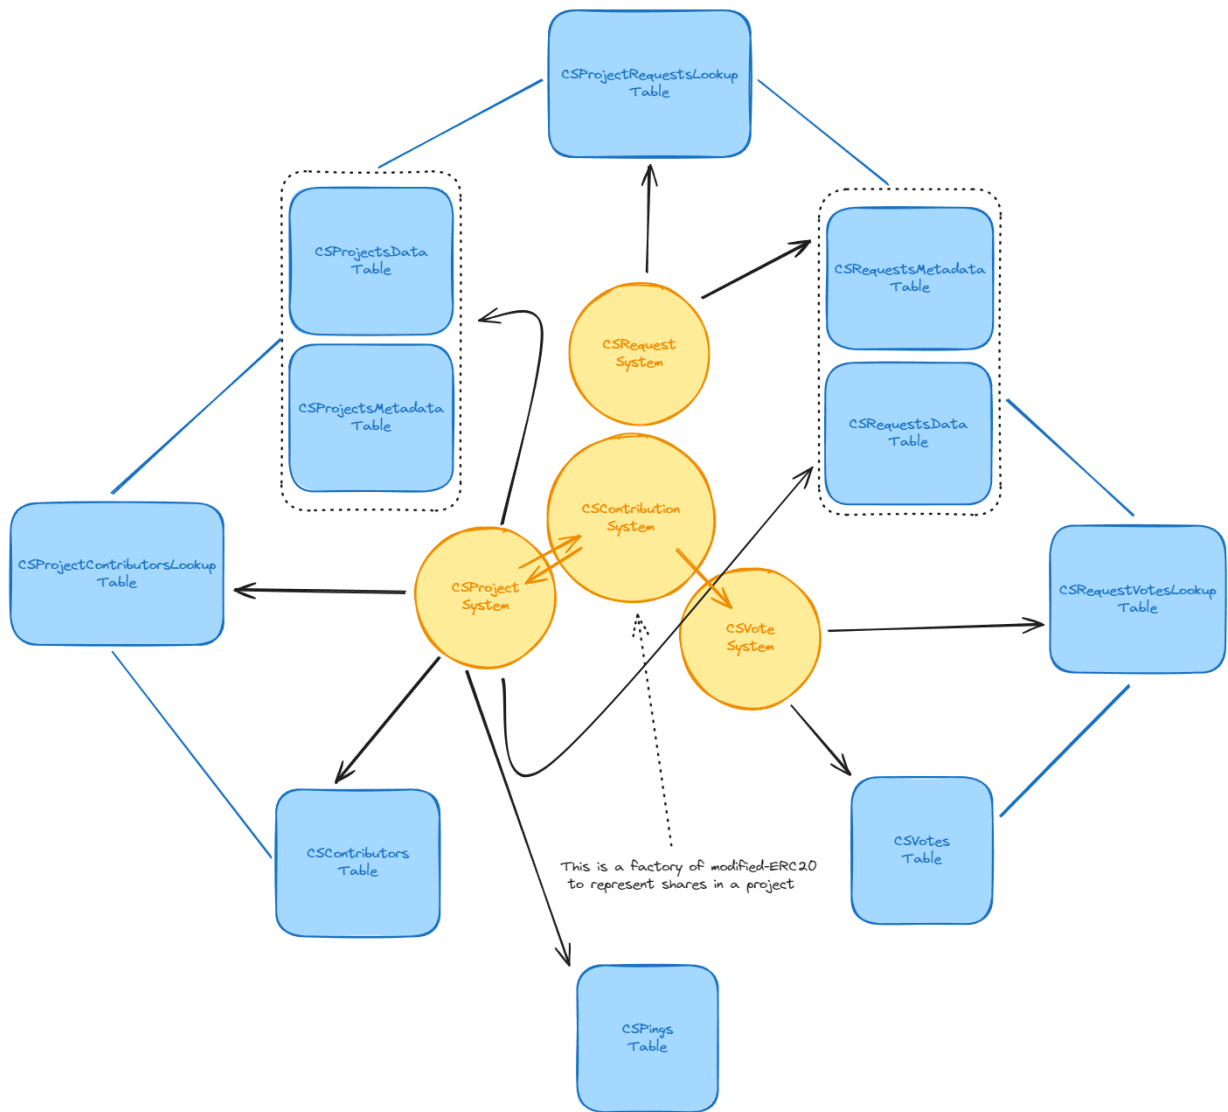 CSProjectRequestsLookup
Table
CSProjectsData
Table
CSRequestsMetadata
Table
CSRequest
System
CSProjectsMetadata
Table
CSRequestsData
Table
CSContribution
System
CSProjectContributorsLookup
Table
CSProject
System
CSRequestVotesLookup
Table
CSVote
System
CSContributors
Table
CSVotes
Table
This is a factory of modified-ERC20
to represent shares in a project
CSPings
Table